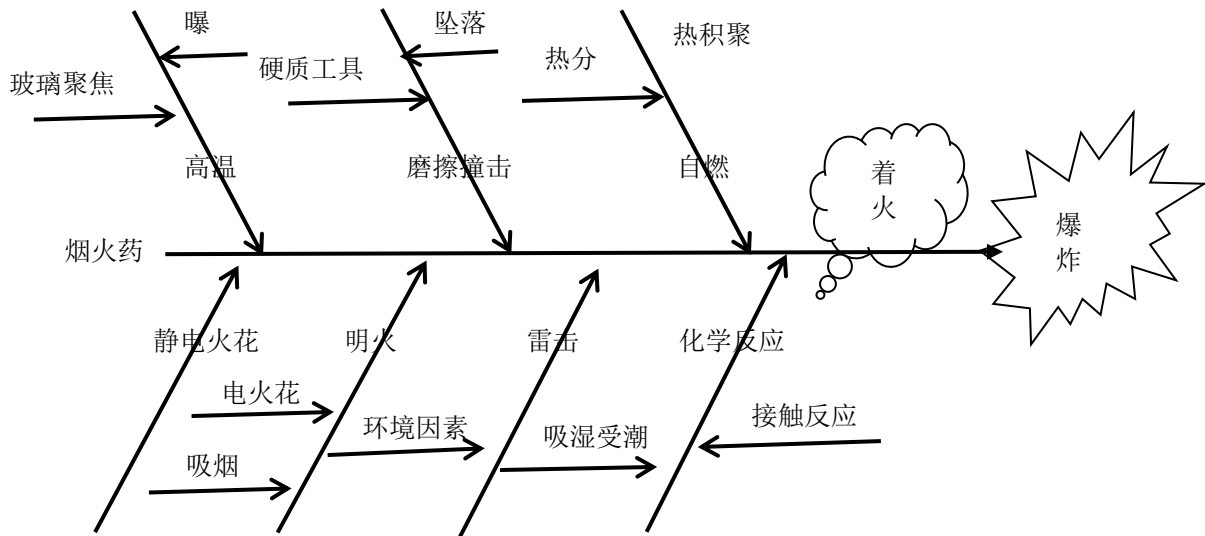 曝
坠落
热积聚
热分
硬质工具
玻璃聚焦
高温
磨擦撞击
自燃
着
火
爆
炸
烟火药
静电火花
明火
雷击
化学反应
电火花
环境因素
吸湿受潮
接触反应
吸烟